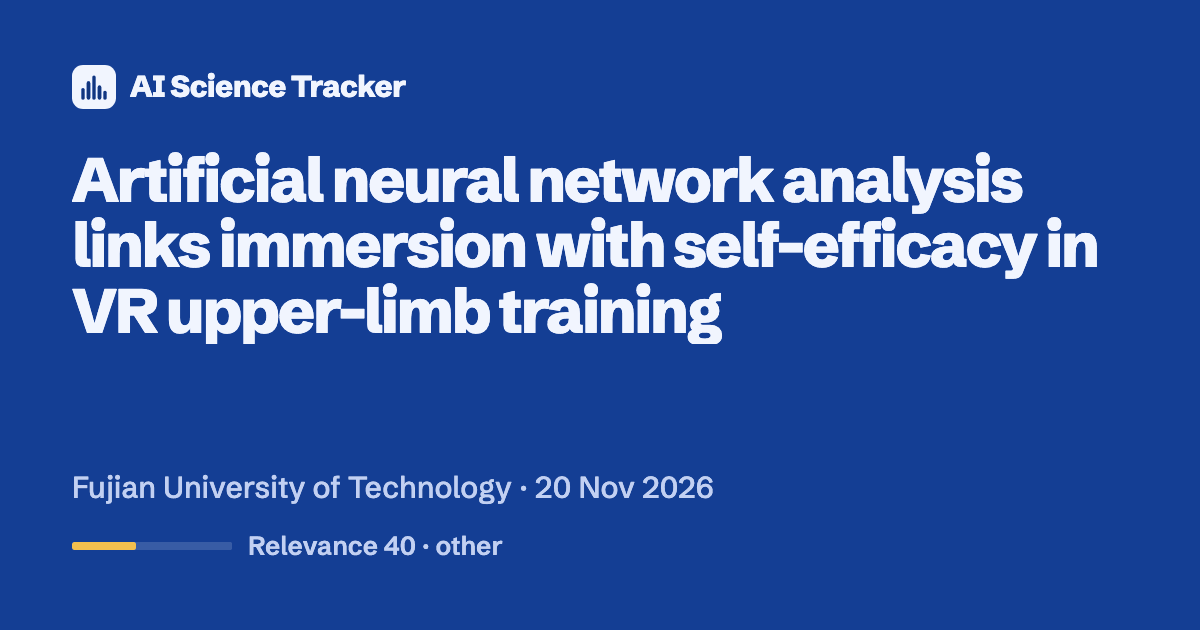 AI Science Tracker
Artificial neural network analysis
links immersion with self-efficacy in
VR upper-limb training
Fujian University of Technology · 20 Nov 2026
Relevance 40 · other